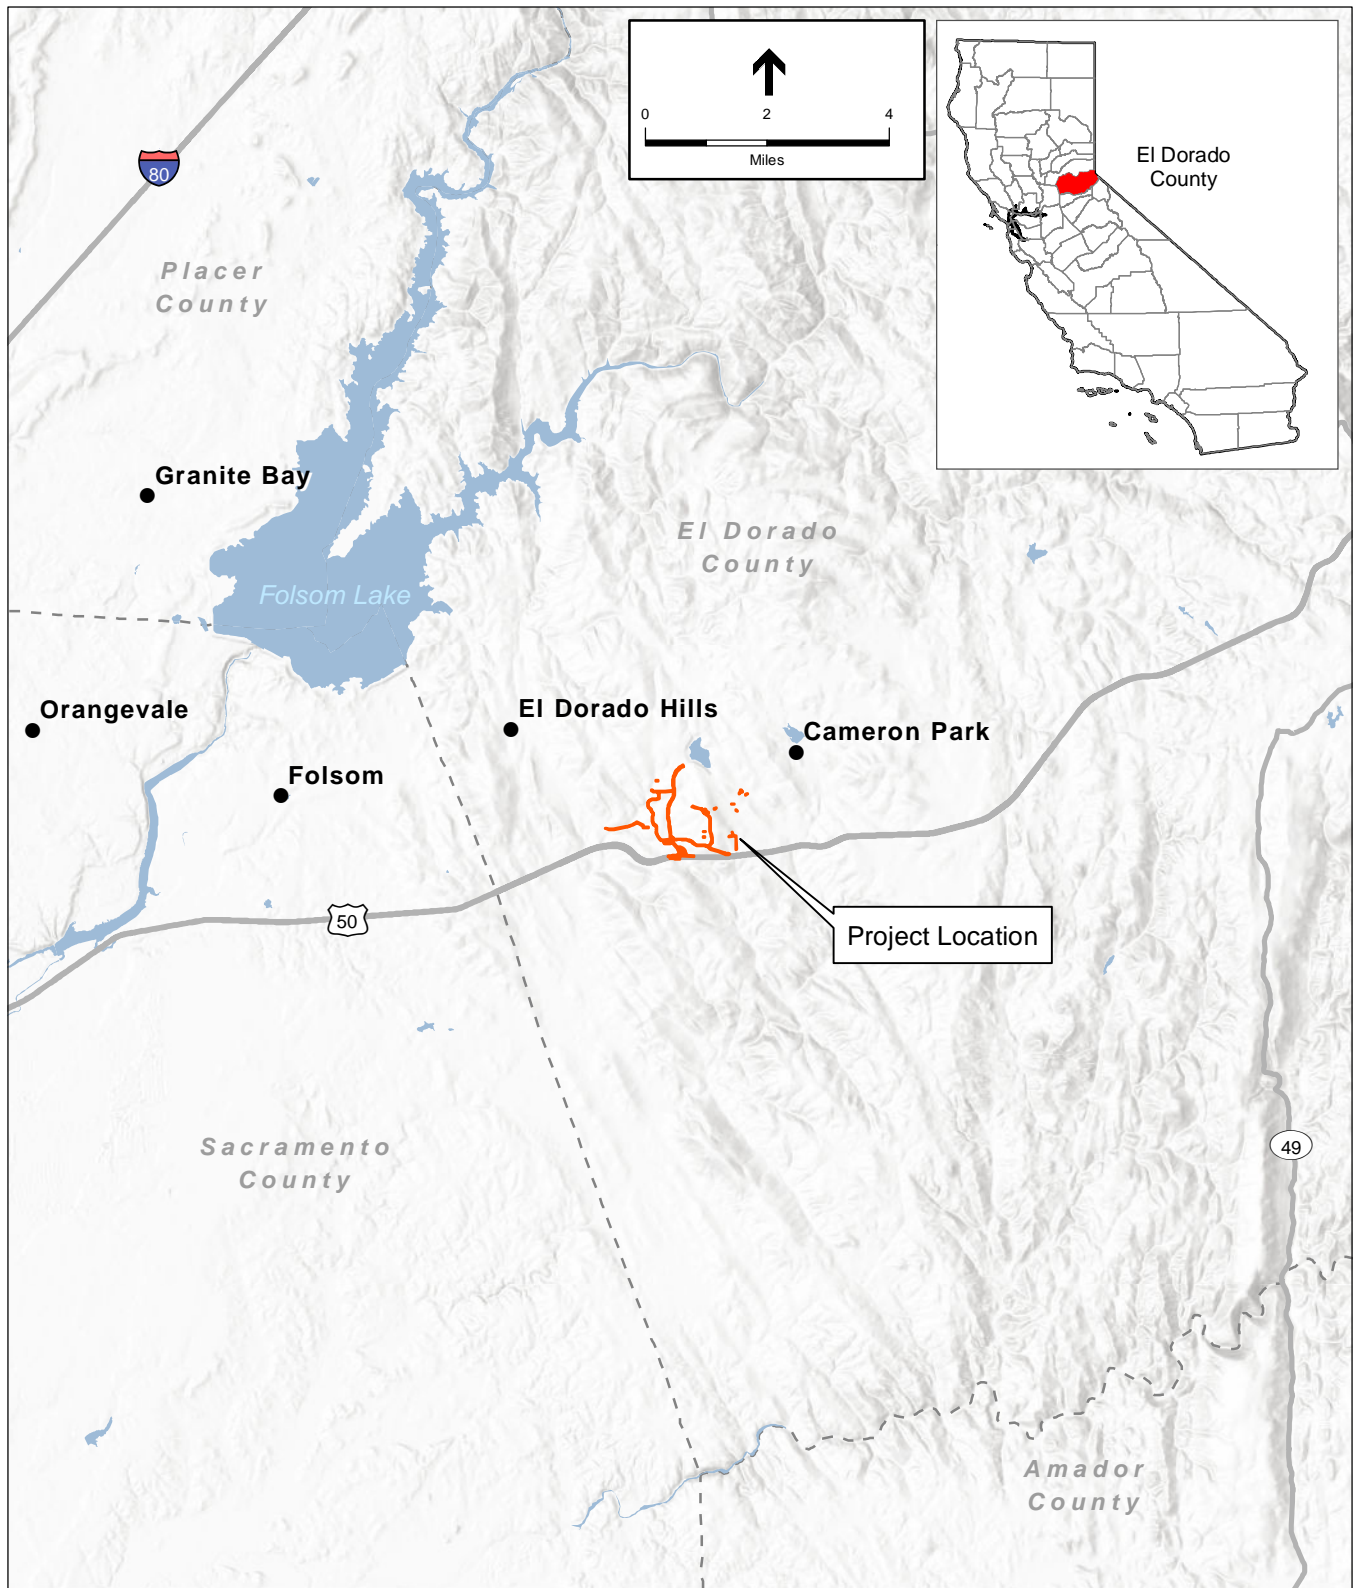 0 2 4
Miles
El Dorado
County
80
Placer
County
Granite Bay
El Dorado
County
Folsom Lake
Orangevale
El Dorado Hills
Cameron Park
Folsom
50
Project Location
Sacramento
County
49
Amador
County